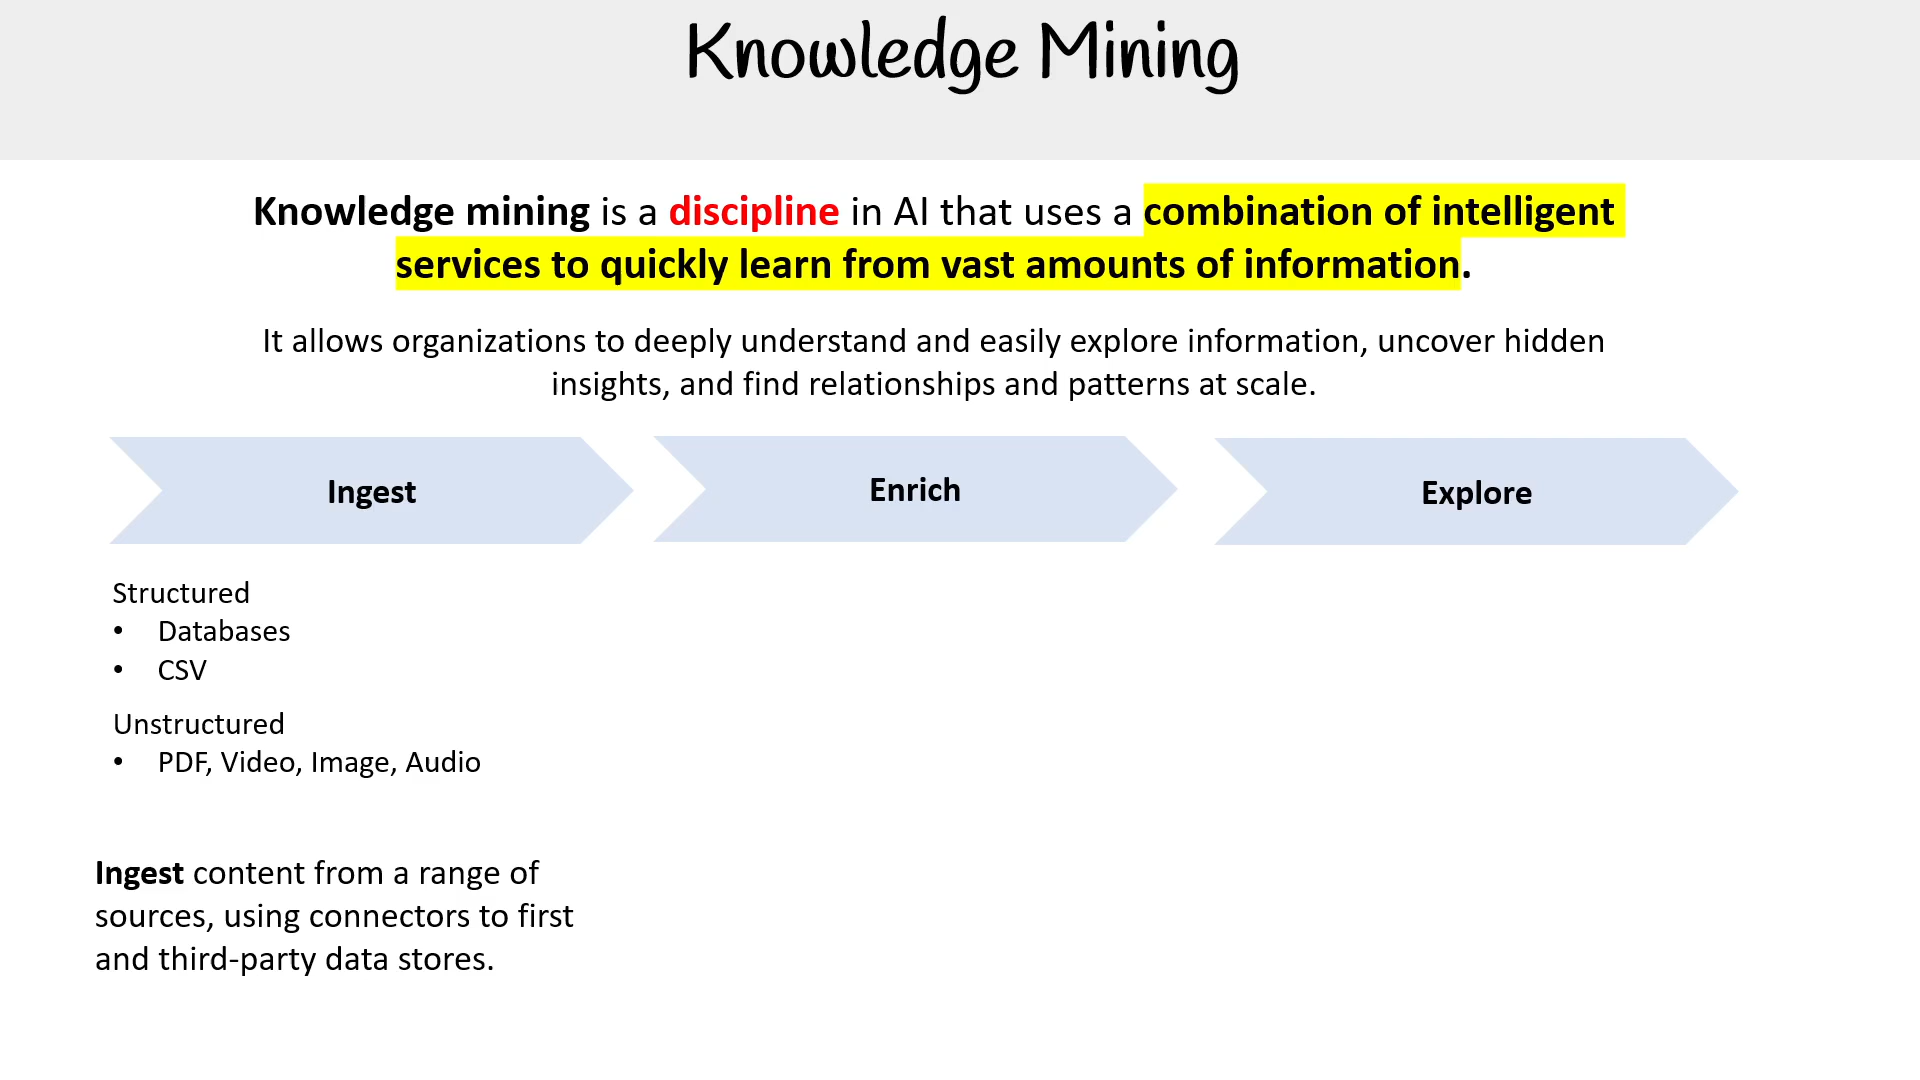 Knowledge Mining
Knowledge mining is a discipline in AI that uses a combination of intelligent
services to quickly learn from vast amounts of information.
It allows organizations to deeply understand and easily explore information, uncover hidden
insights, and find relationships and patterns at scale.
Ingest
Enrich
Explore
Structured
• Databases
• CSV
Unstructured
• PDF, Video, Image, Audio
Ingest content from a range of
sources, using connectors to first
and third-party data stores.